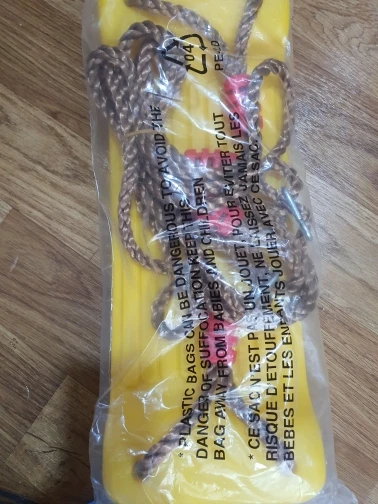 04
PE-LD
* PLASTIC BAGS CAN BE DANGEROUS TO AVOID THE
DANGER OF SUFFOCATION KEEP THIS
BAG AWAY FROM BABIES AND CHILDREN
* CE SAC N'EST PAS UN JOUET. POUR EVITER TOUT
RISQUE D'ETOUFFEMENT, NE LAISSEZ JAMAIS LES
BEBES ET LES ENFANTS JOUER AVEC CE SAC.